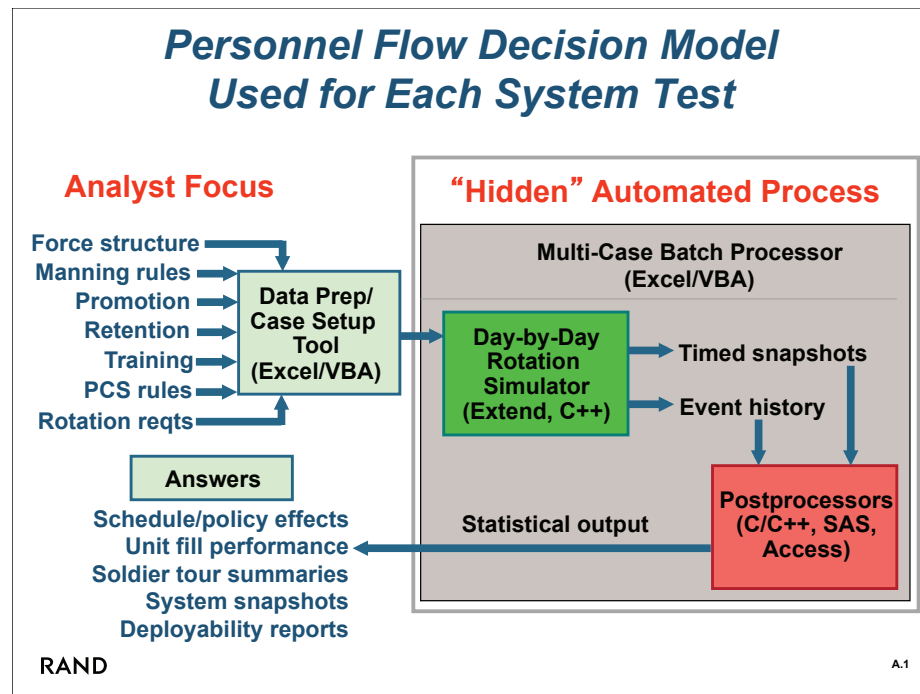 Personnel Flow Decision Model
Used for Each System Test
Analyst Focus
Force structure
Manning rules
Promotion
Retention
Training
PCS rules
Rotation reqts
Data Prep/
Case Setup
Tool
(Excel/VBA)
“Hidden” Automated Process
Multi-Case Batch Processor
(Excel/VBA)
Day-by-Day
Rotation
Simulator
(Extend, C++)
Timed snapshots
Event history
Postprocessors
(C/C++, SAS,
Access)
Statistical output
Answers
Schedule/policy effects
Unit fill performance
Soldier tour summaries
System snapshots
Deployability reports
RAND
A.1